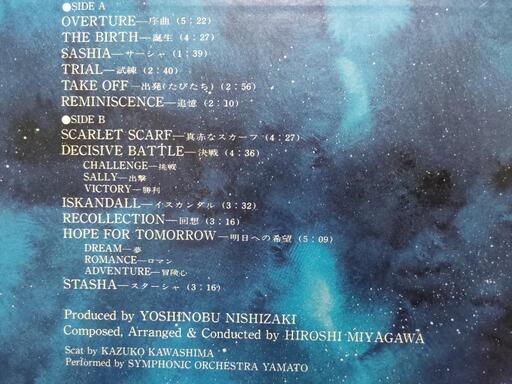 ●SIDE A
OVERTURE—序曲 (5:22)
THE BIRTH—誕生 (4:27)
SASHIA—サーシャ (1:39)
TRIAL—試練 (2:40)
TAKE OFF—出発(たびたち) (2:56)
REMINISCENCE—追憶 (2:10)
●SIDE B
SCARLET SCARF—真赤なスカーフ (4:27)
DECISIVE BATTLE—決戦 (4:36)
CHALLENGE—挑戦
SALLY—出撃
VICTORY—勝利
ISKANDALL—イスカンダル (3:32)
RECOLLECTION—回想 (3:16)
HOPE FOR TOMORROW—明日への希望 (5:09)
DREAM—夢
ROMANCE—ロマン
ADVENTURE—冒険心
STASHA—スターシャ (3:16)
Produced by YOSHINOBU NISHIZAKI
Composed, Arranged & Conducted by HIROSHI MIYAGAWA
Scat by KAZUKO KAWASHIMA
Performed by SYMPHONIC ORCHESTRA YAMATO